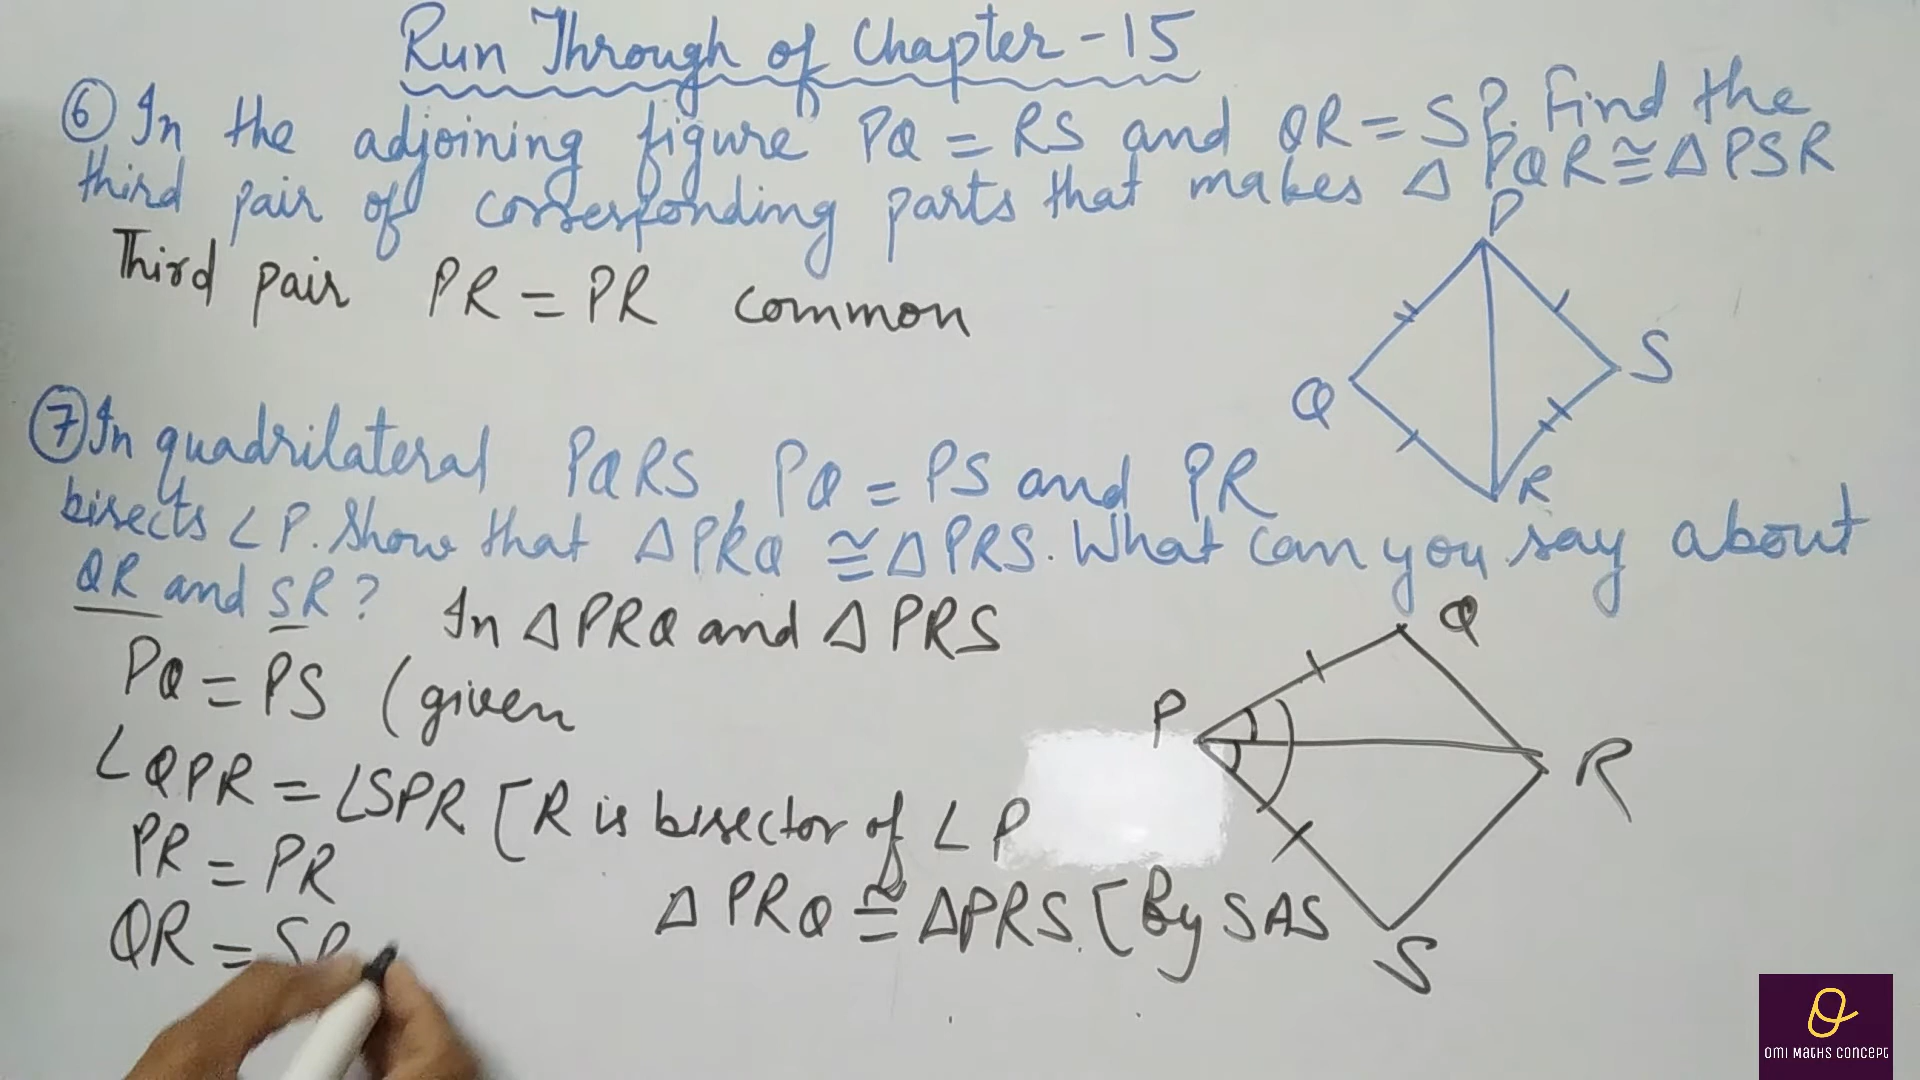 Run Through of Chapter-15
⑥ In the adjoining figure PQ = RS and QR = SP. Find the
third pair of corresponding parts that makes △ PQR ≅ △ PSR
Third pair PR = PR common
P
Q
S
R
⑦ In quadrilateral PQRS, PQ = PS and PR
bisects ∠P. Show that △PRQ ≅ △PRS. What can you say about
QR and SR?
In △PRQ and △PRS
PQ = PS (given
∠QPR = ∠SPR [R is bisector of ∠P
PR = PR
△PRQ ≅ △PRS. [By SAS
QR = SR
Q
P
R
S
OMI MATHS CONCEPT